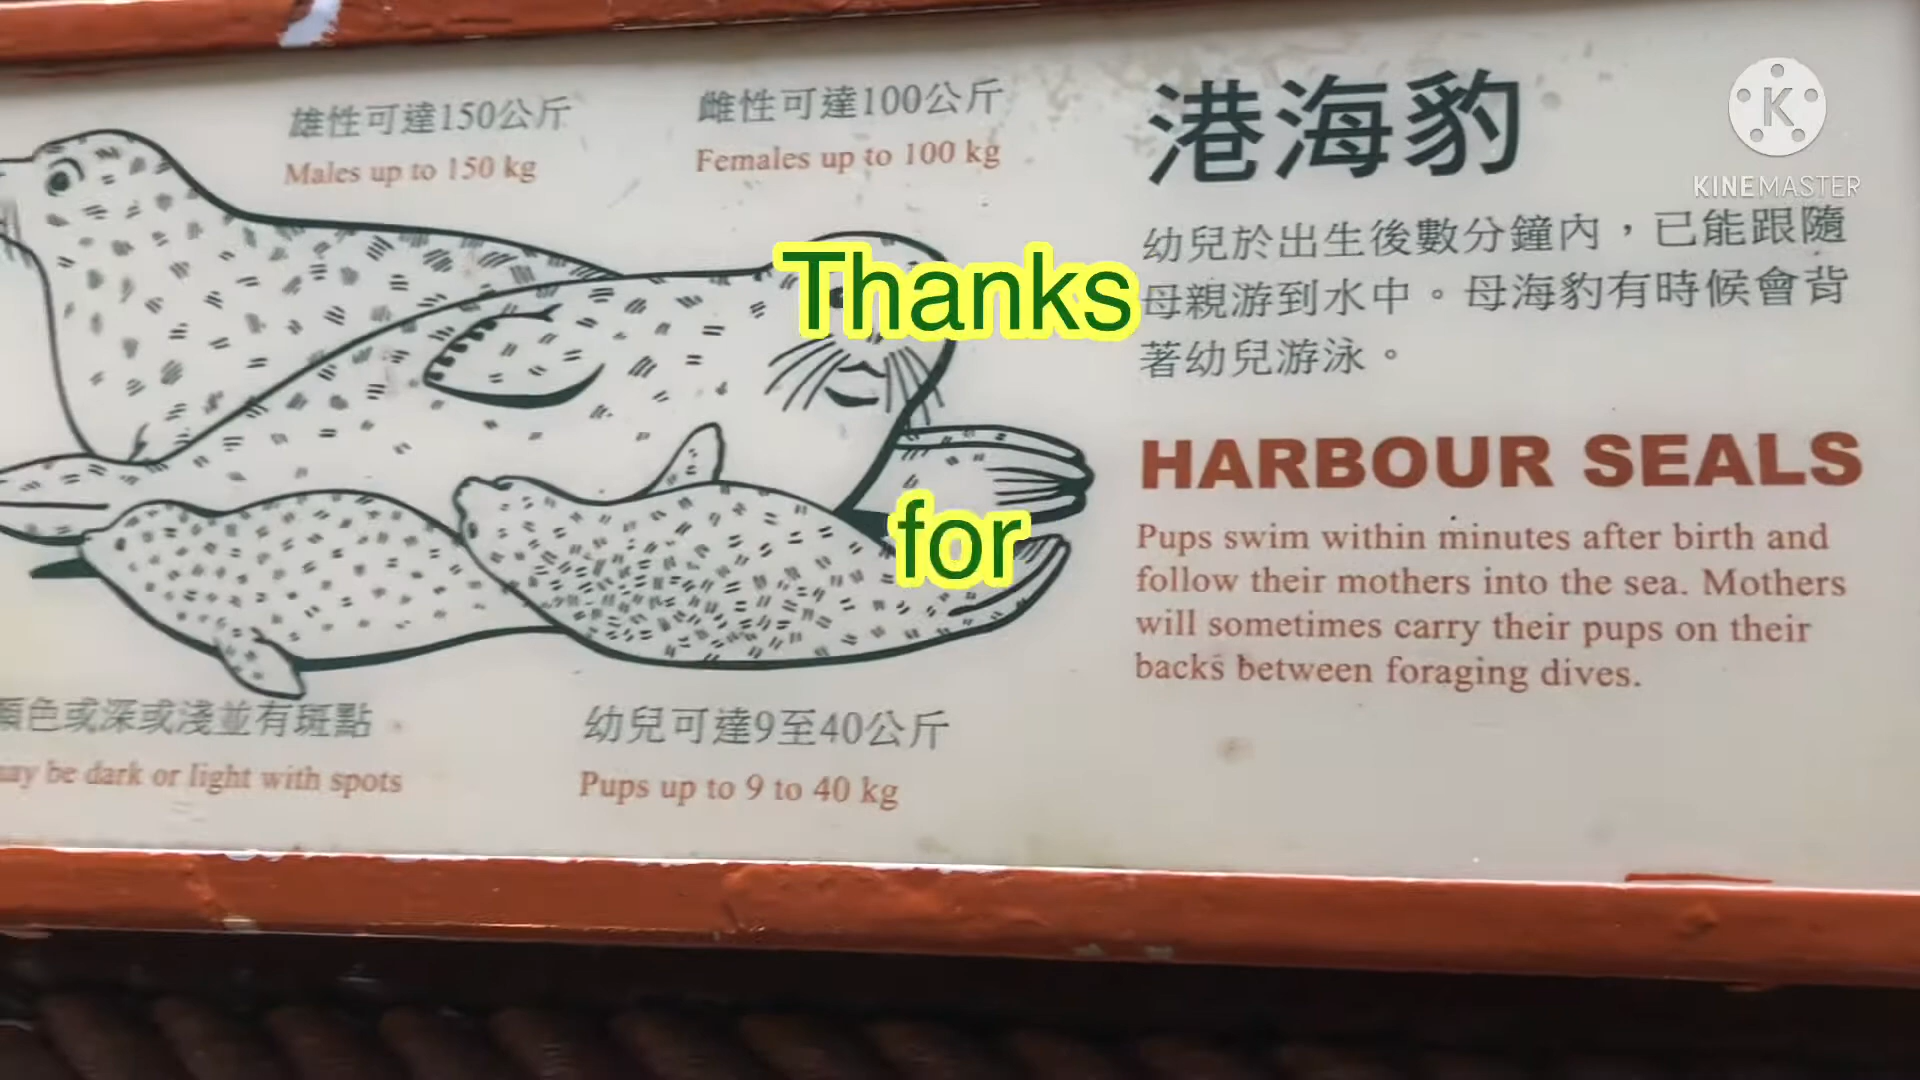 雄性可達150公斤
Males up to 150 kg
雌性可達100公斤
Females up to 100 kg
港海豹
幼兒於出生後數分鐘內，已能跟隨
母親游到水中。母海豹有時候會背
著幼兒游泳。
HARBOUR SEALS
Pups swim within minutes after birth and
follow their mothers into the sea. Mothers
will sometimes carry their pups on their
backs between foraging dives.
色或深或淺並有斑點
may be dark or light with spots
幼兒可達9至40公斤
Pups up to 9 to 40 kg
Thanks
for
K
KINEMASTER